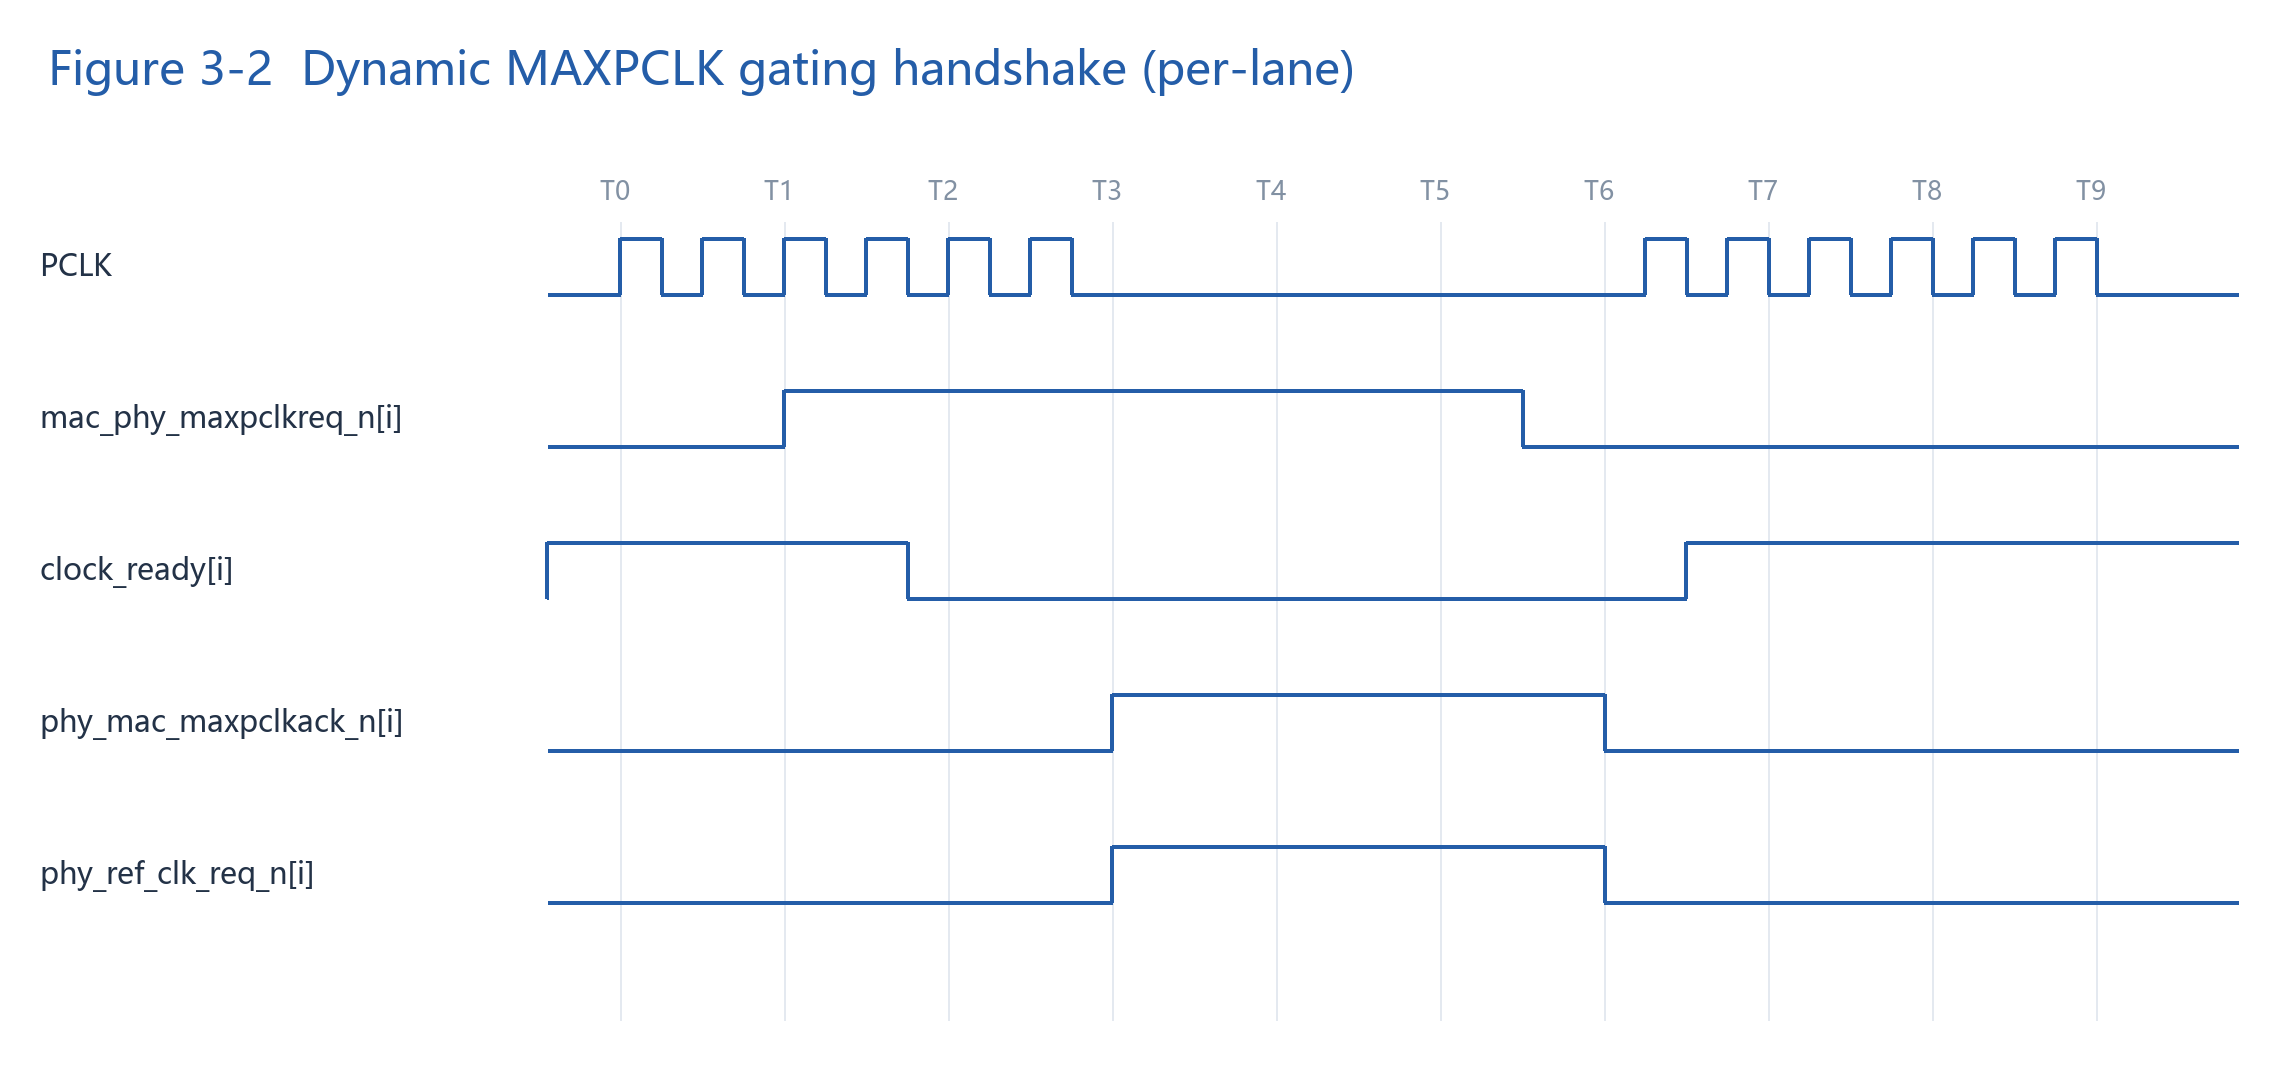 Figure 3-2  Dynamic MAXPCLK gating handshake (per-lane)
T0 T1 T2 T3 T4 T5 T6 T7 T8 T9
PCLK
mac_phy_maxpclkreq_n[i]
clock_ready[i]
phy_mac_maxpclkack_n[i]
phy_ref_clk_req_n[i]